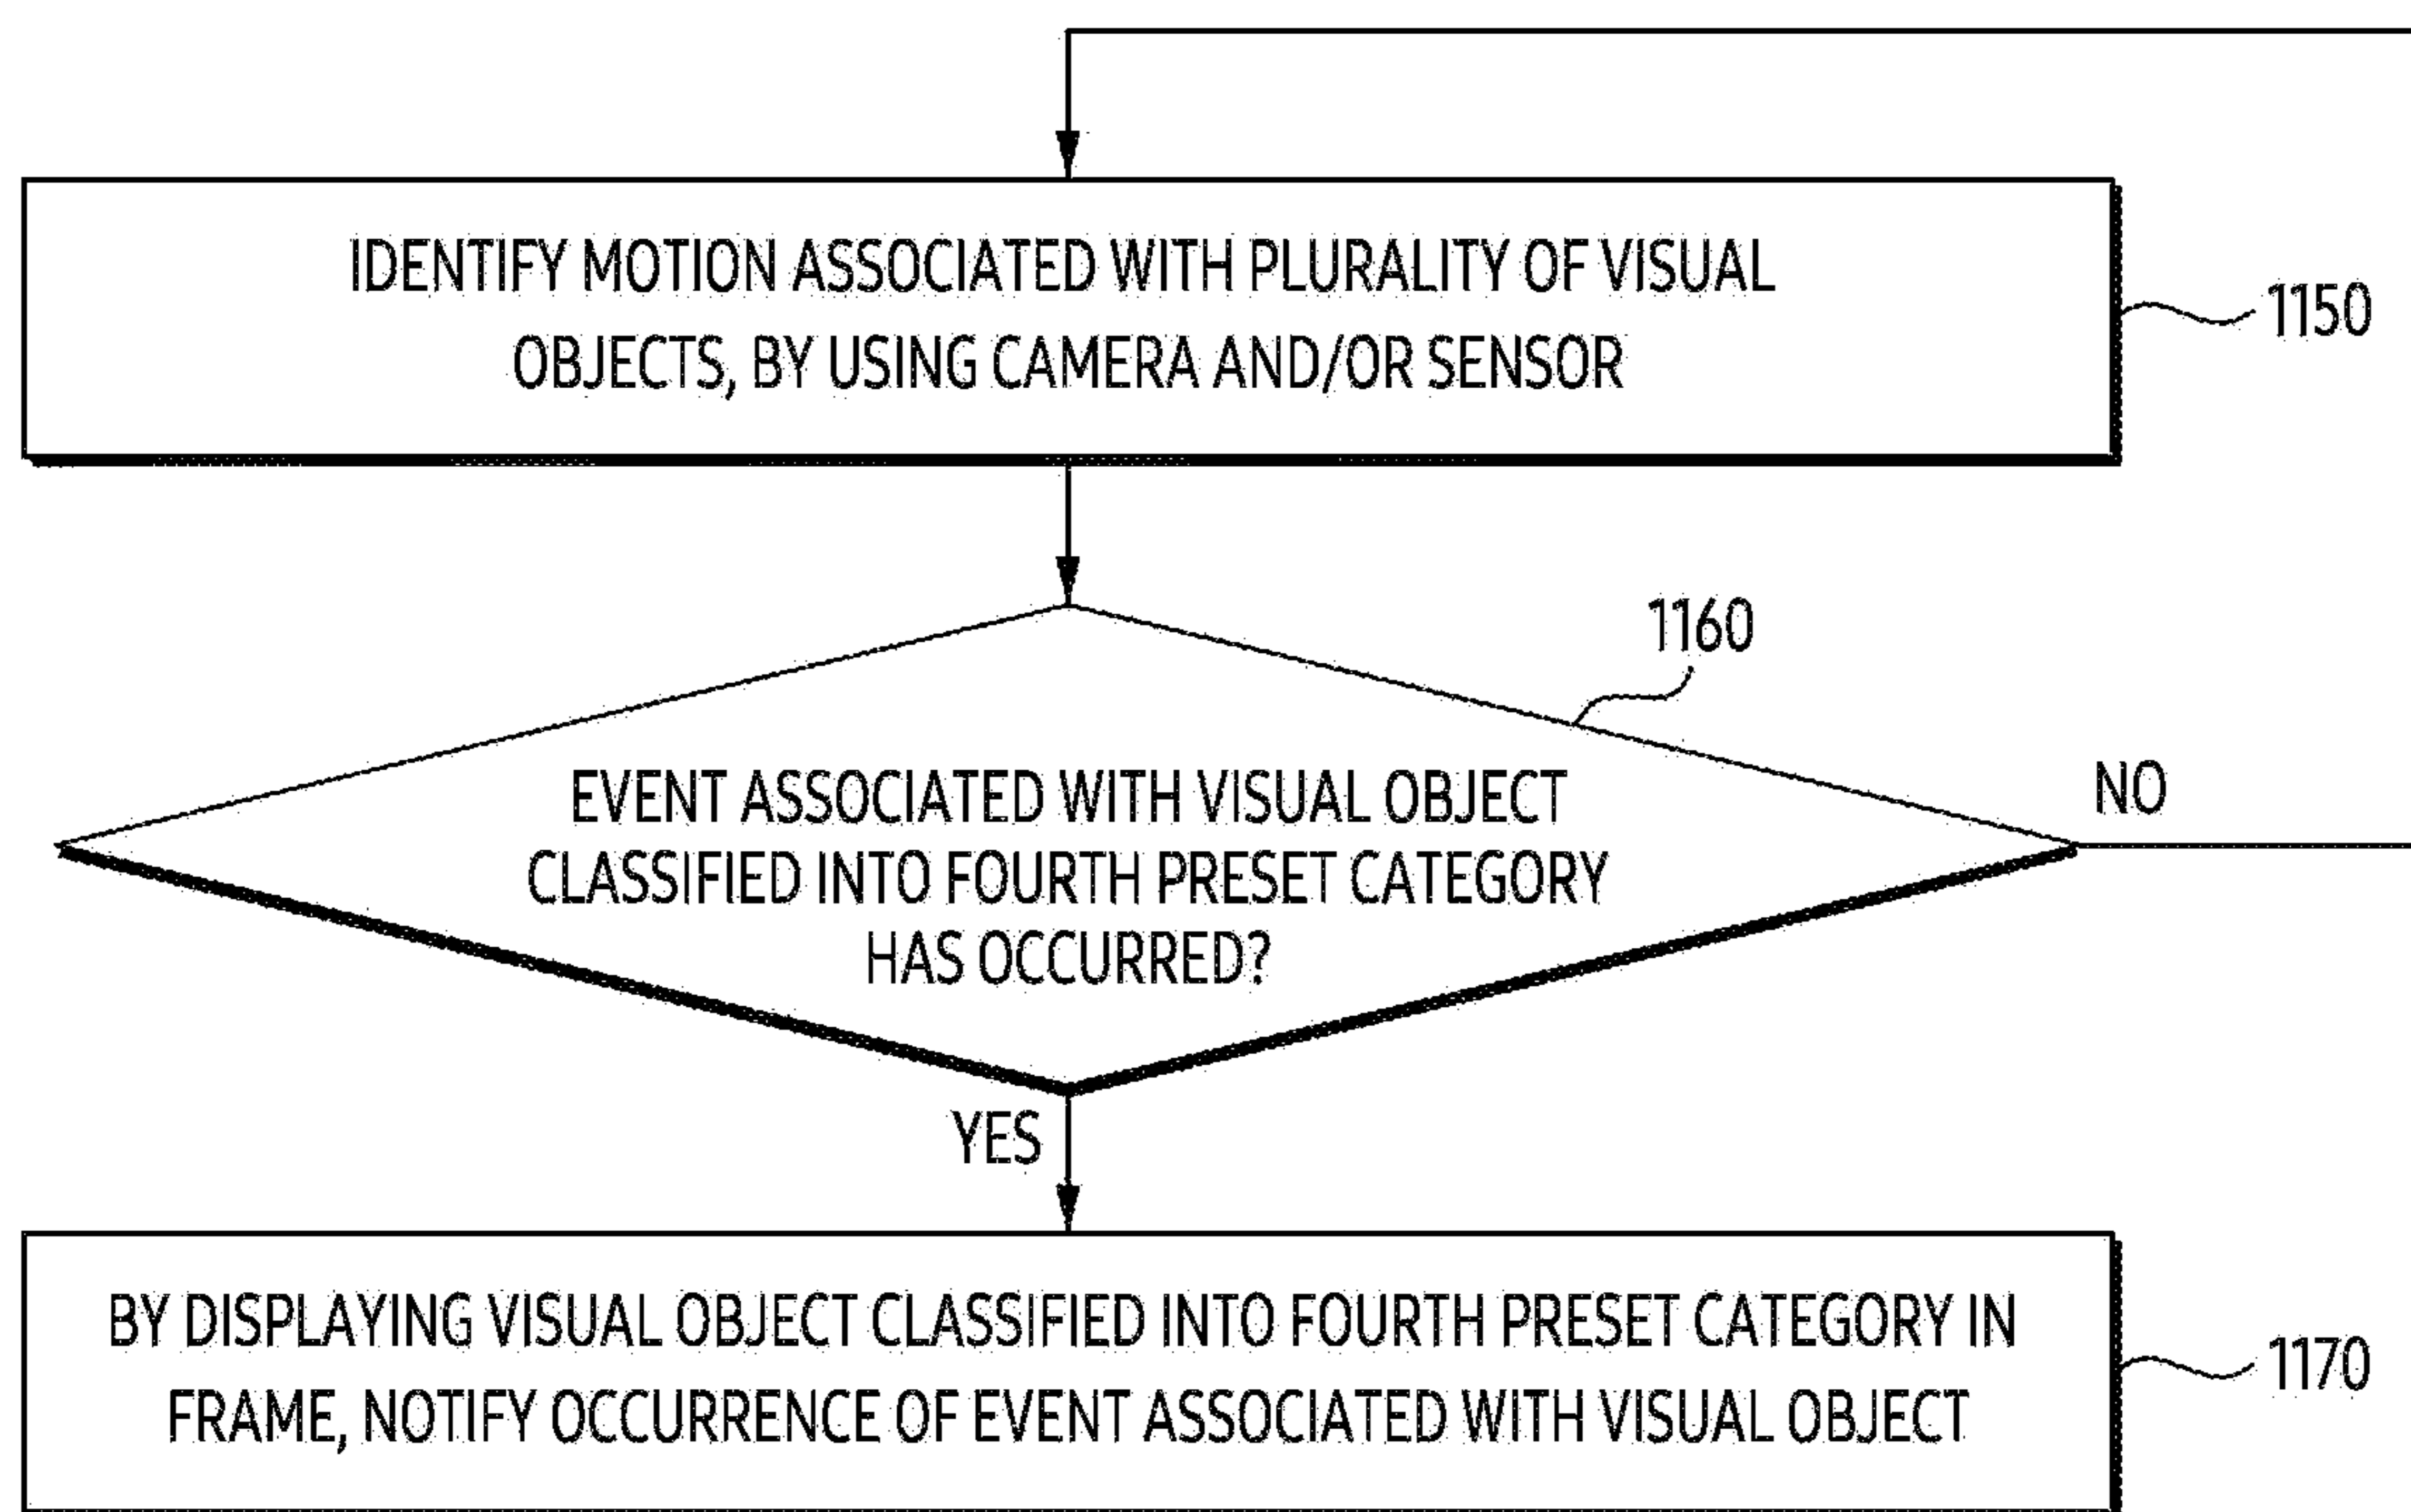 IDENTIFY MOTION ASSOCIATED WITH PLURALITY OF VISUAL
OBJECTS, BY USING CAMERA AND/OR SENSOR
1150
1160
EVENT ASSOCIATED WITH VISUAL OBJECT
CLASSIFIED INTO FOURTH PRESET CATEGORY
HAS OCCURRED?
NO
YES
BY DISPLAYING VISUAL OBJECT CLASSIFIED INTO FOURTH PRESET CATEGORY IN
FRAME, NOTIFY OCCURRENCE OF EVENT ASSOCIATED WITH VISUAL OBJECT
1170